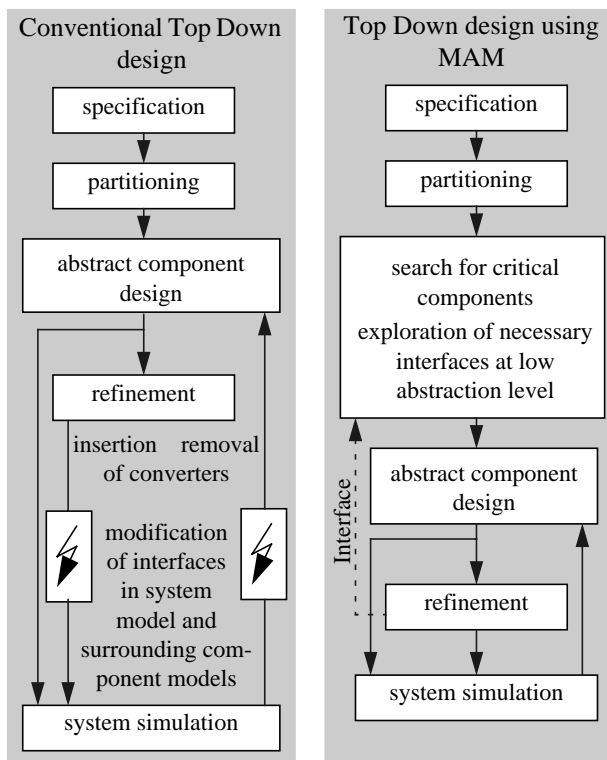 Conventional Top Down
design
specification
partitioning
abstract component
design
refinement
insertion removal
of converters
modification
of interfaces
in system
model and
surrounding com-
ponent models
system simulation
Top Down design using
MAM
specification
partitioning
search for critical
components
exploration of necessary
interfaces at low
abstraction level
abstract component
design
Interface
refinement
system simulation